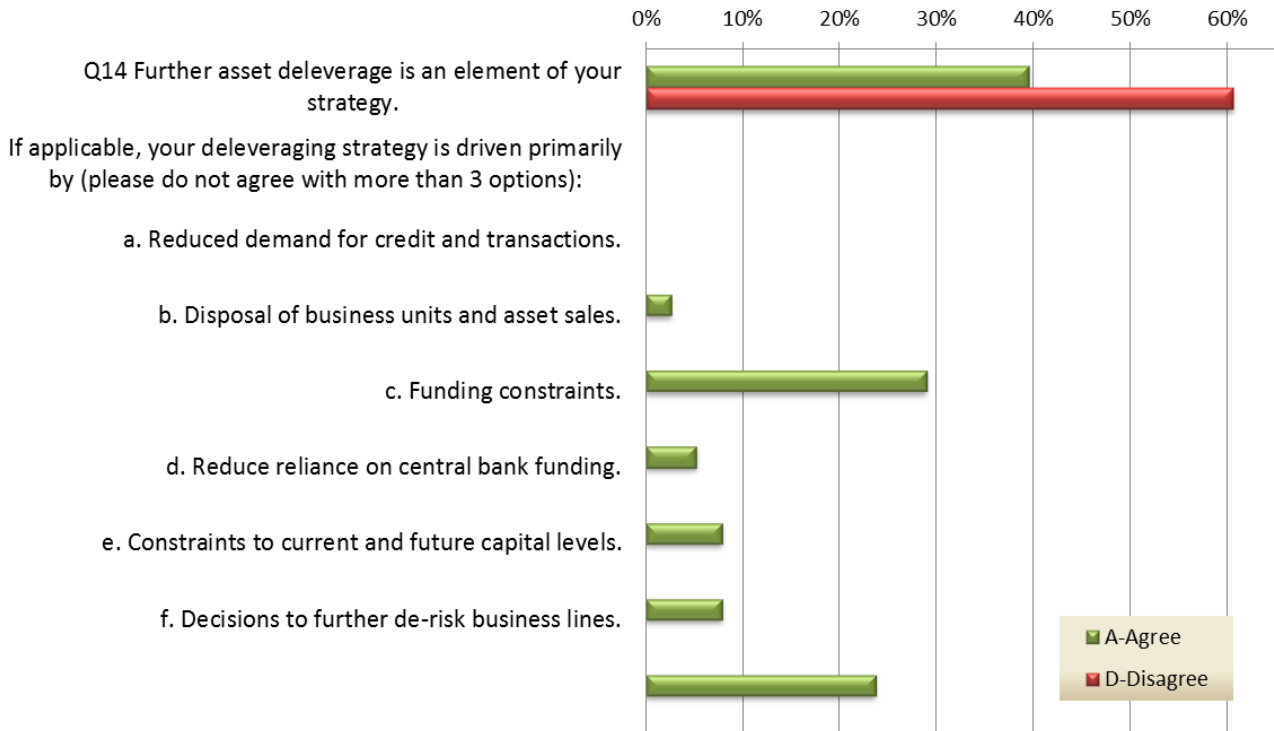 0% 10% 20% 30% 40% 50% 60%
Q14 Further asset deleverage is an element of your
strategy.
If applicable, your deleveraging strategy is driven primarily
by (please do not agree with more than 3 options):
a. Reduced demand for credit and transactions.
b. Disposal of business units and asset sales.
c. Funding constraints.
d. Reduce reliance on central bank funding.
e. Constraints to current and future capital levels.
f. Decisions to further de-risk business lines.
A-Agree
D-Disagree